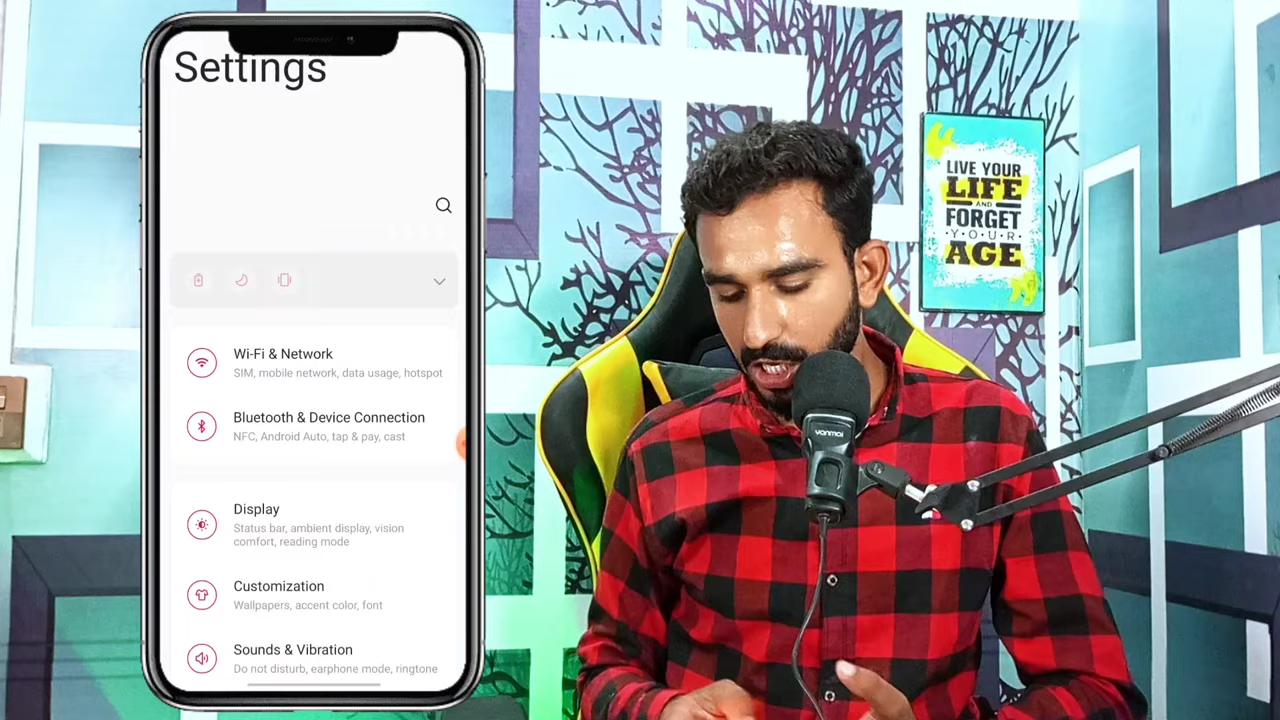 Settings
Wi-Fi & Network
SIM, mobile network, data usage, hotspot
Bluetooth & Device Connection
NFC, Android Auto, tap & pay, cast
Display
Status bar, ambient display, vision
comfort, reading mode
Customization
Wallpapers, accent color, font
Sounds & Vibration
Do not disturb, earphone mode, ringtone
LIVE YOUR
LIFE
AND
FORGET
·Y·O·U·R·
AGE
vanmai